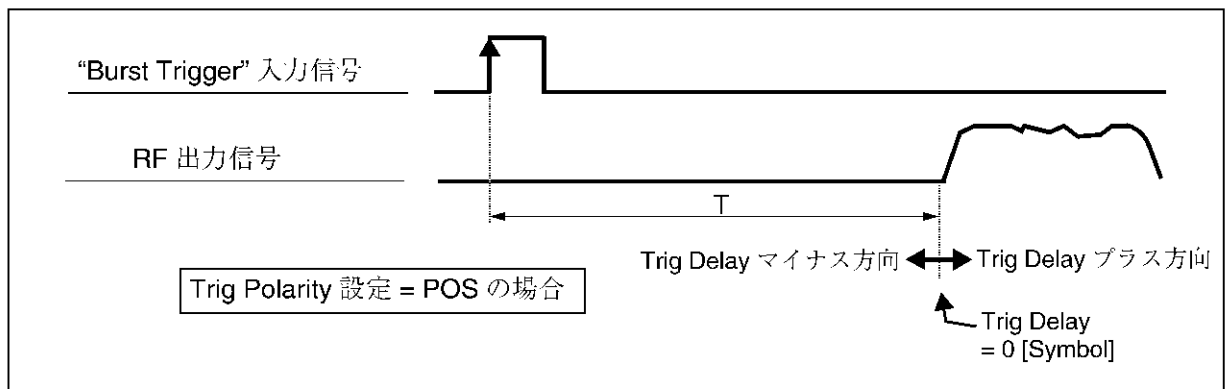 “Burst Trigger” 入力信号
RF 出力信号
T
Trig Delay マイナス方向
Trig Delay プラス方向
Trig Polarity 設定 = POS の場合
Trig Delay
= 0 [Symbol]